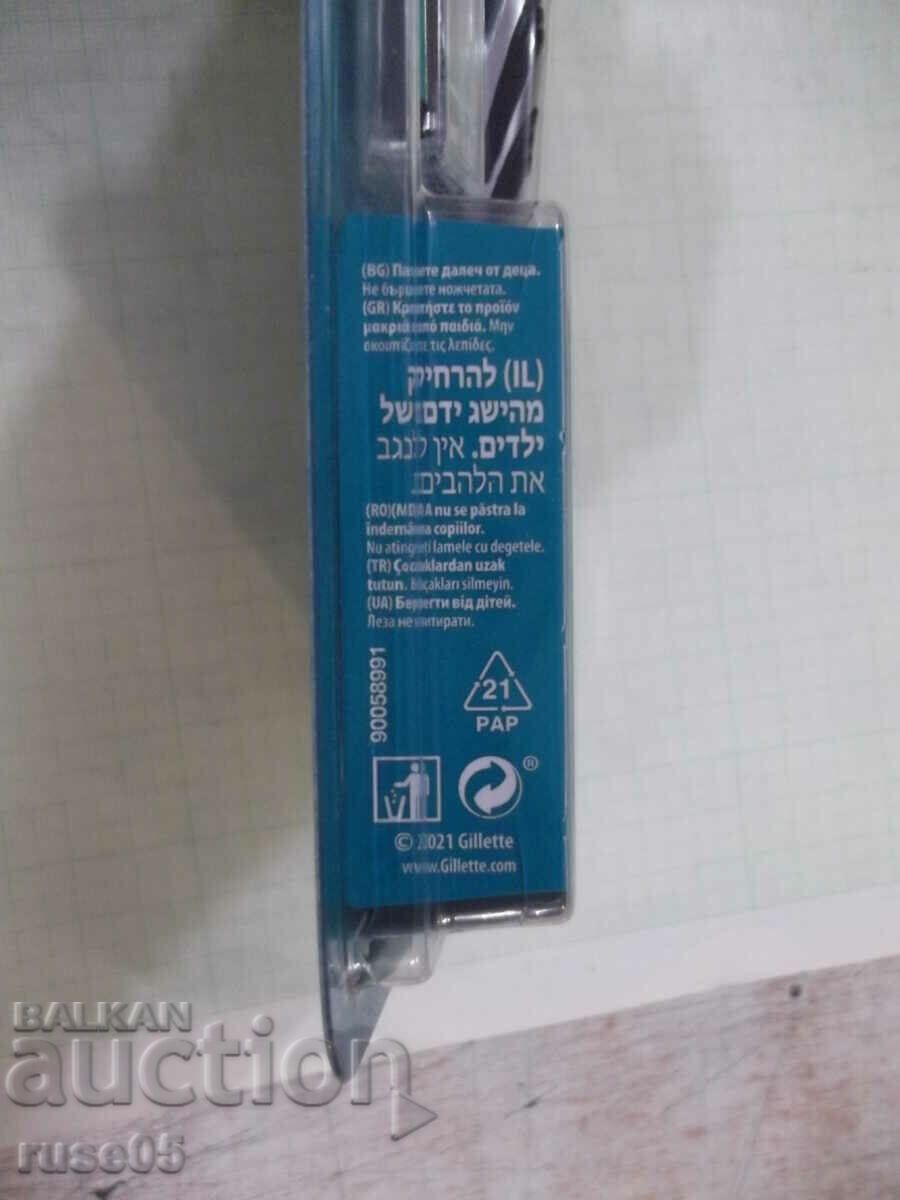 (BG) Пазете далеч от деца.
Не бършете ножчетата.
(GR) Κρατήστε το προϊόν
μακριά από παιδιά. Μην
σκουπίζετε τις λεπίδες.
(IL) להרחיק
מהישג ידם של
ילדים. אין לנגב
את הלהבים.
(RO)(MD) A nu se păstra la
îndemâna copiilor.
Nu atingeți lamele cu degetele.
(TR) Çocuklardan uzak
tutun. Bıçakları silmeyin.
(UA) Берегти від дітей.
Леза не витирати.
90058991
21
PAP
®
© 2021 Gillette
www.Gillette.com
BALKAN
auction
ruse05